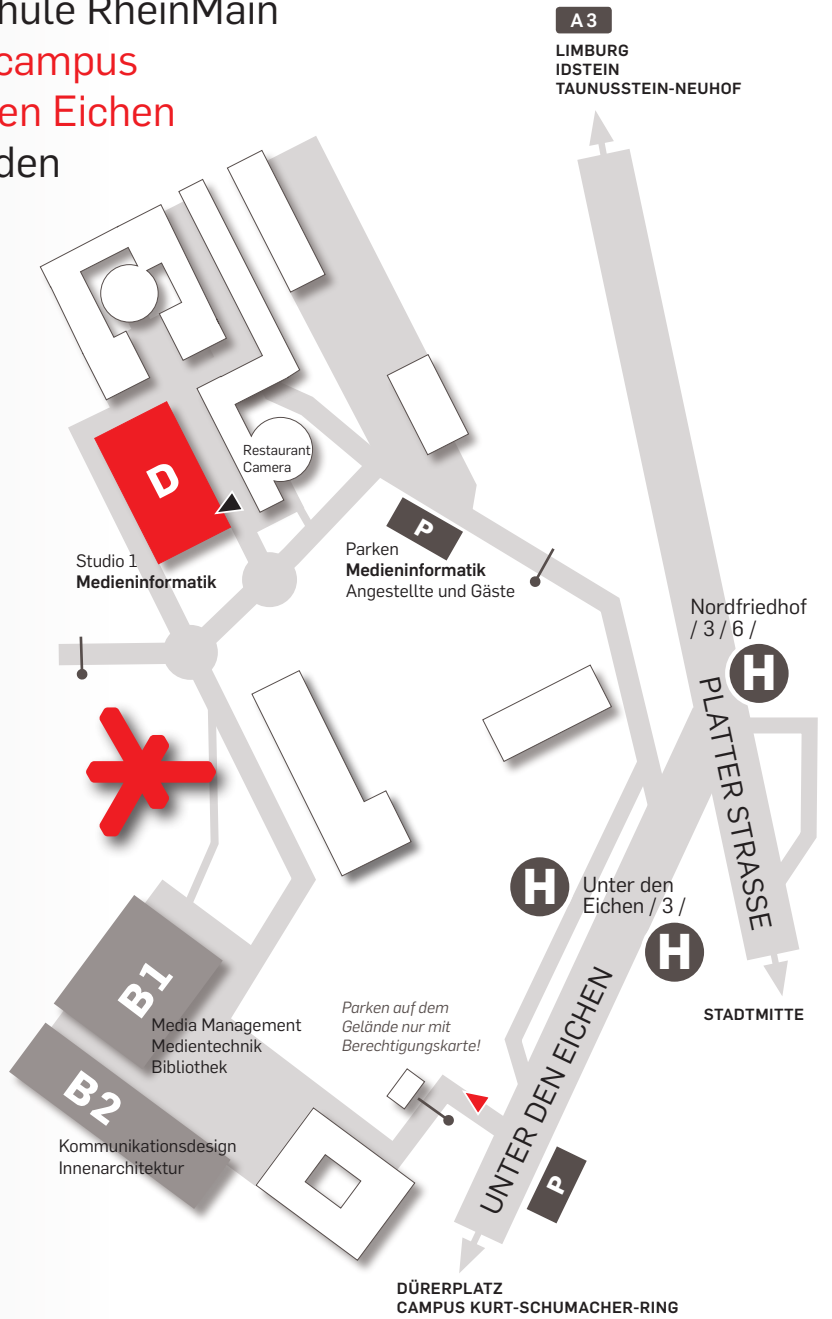 hule RheinMain
campus
en Eichen
den
A 3
LIMBURG
IDSTEIN
TAUNUSSTEIN-NEUHOF
Restaurant
Camera
D
P
Studio 1
Medieninformatik
Parken
Medieninformatik
Angestellte und Gäste
Nordfriedhof
/ 3 / 6 /
H
PLATTER STRASSE
H
Unter den
Eichen / 3 /
H
STADTMITTE
B1
Media Management
Medientechnik
Bibliothek
Parken auf dem
Gelände nur mit
Berechtigungskarte!
B2
Kommunikationsdesign
Innenarchitektur
UNTER DEN EICHEN
P
DÜRERPLATZ
CAMPUS KURT-SCHUMACHER-RING